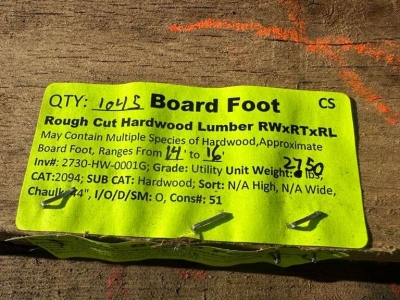 QTY: 1045 Board Foot CS
Rough Cut Hardwood Lumber RWxRTxRL
May Contain Multiple Species of Hardwood,Approximate
Board Foot, Ranges From 14' to 16'
Inv#: 2730-HW-0001G; Grade: Utility Unit Weight: 2750 lbs,
CAT:2094; SUB CAT: Hardwood; Sort: N/A High, N/A Wide,
Chaulk: 44", I/O/D/SM: O, Cons#: 51